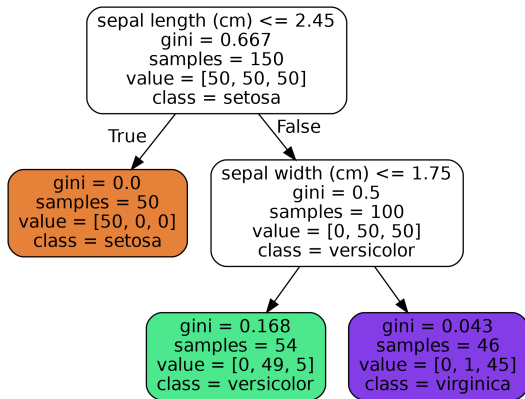 sepal length (cm) <= 2.45
gini = 0.667
samples = 150
value = [50, 50, 50]
class = setosa
True
False
gini = 0.0
samples = 50
value = [50, 0, 0]
class = setosa
sepal width (cm) <= 1.75
gini = 0.5
samples = 100
value = [0, 50, 50]
class = versicolor
gini = 0.168
samples = 54
value = [0, 49, 5]
class = versicolor
gini = 0.043
samples = 46
value = [0, 1, 45]
class = virginica